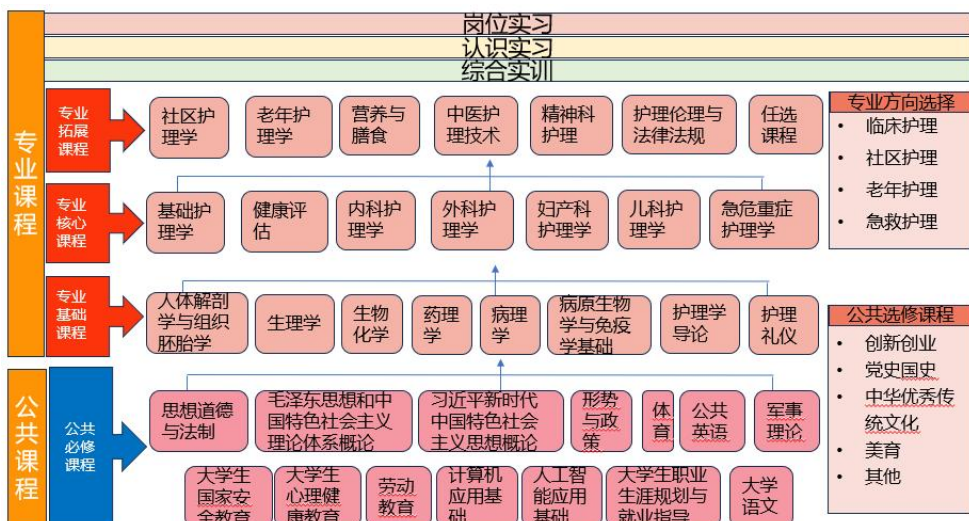 岗位实习
认识实习
综合实训
专业课程
专业
拓展
课程
社区护
理学
老年护
理学
营养与
膳食
中医护
理技术
精神科
护理
护理伦理与
法律法规
任选
课程
专业方向选择
• 临床护理
• 社区护理
• 老年护理
• 急救护理
专业
核心
课程
基础护
理学
健康评
估
内科护
理学
外科护
理学
妇产科
护理学
儿科护
理学
急危重症
护理学
专业
基础
课程
人体解剖
学与组织
胚胎学
生理学
生物
化学
药理
学
病理
学
病原生物
学与免疫
学基础
护理学
导论
护理
礼仪
公共选修课程
• 创新创业
• 党史国史
• 中华优秀传
统文化
• 美育
• 其他
公共课程
公共
必修
课程
思想道德
与法制
毛泽东思想和中
国特色社会主义
理论体系概论
习近平新时代
中国特色社会
主义思想概论
形势
与政
策
体
育
公共
英语
军事
理论
大学生
国家安
全教育
大学生
心理健
康教育
劳动
教育
计算机
应用基
础
人工智
能应用
基础
大学生职业
生涯规划与
就业指导
大学
语文